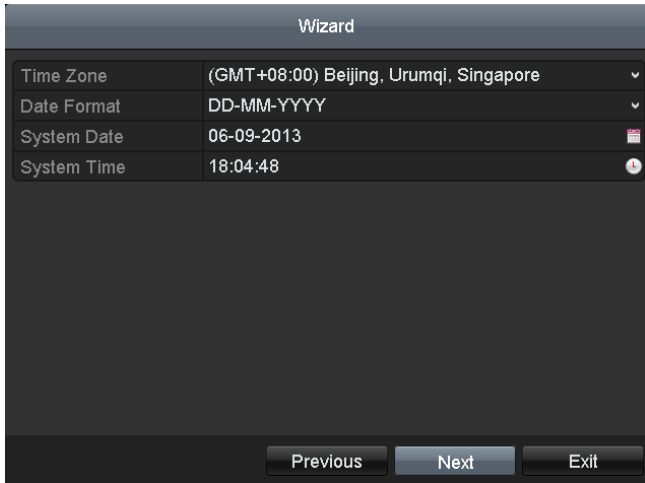 Wizard
Time Zone (GMT+08:00) Beijing, Urumqi, Singapore
Date Format DD-MM-YYYY
System Date 06-09-2013
System Time 18:04:48
Previous Next Exit